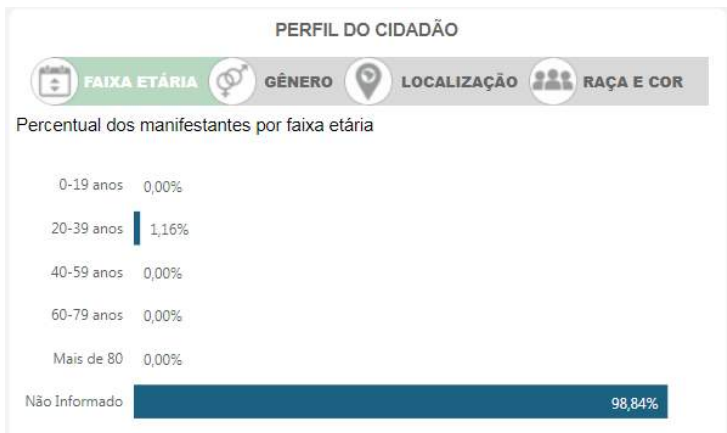 PERFIL DO CIDADÃO
FAIXA ETÁRIA GÊNERO LOCALIZAÇÃO RAÇA E COR
Percentual dos manifestantes por faixa etária
0-19 anos 0,00%
20-39 anos 1,16%
40-59 anos 0,00%
60-79 anos 0,00%
Mais de 80 0,00%
Não Informado 98,84%